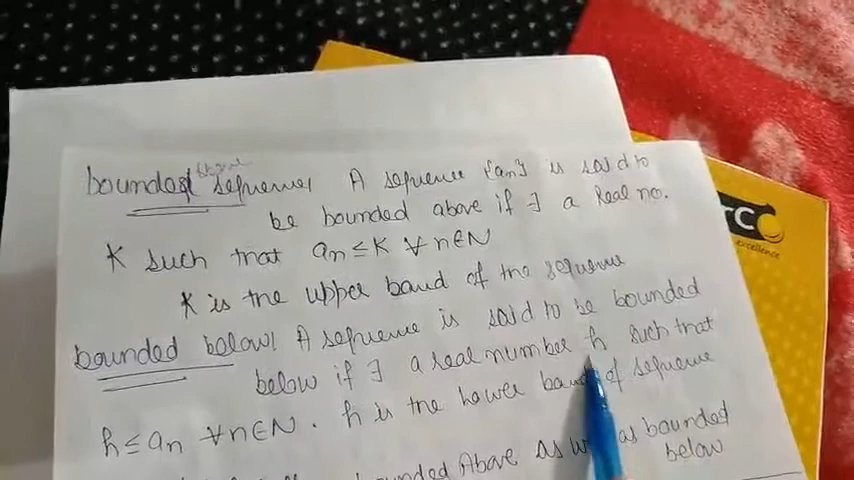 bounded above sequence! A sequence {an} is said to
be bounded above if ∃ a Real no.
K such that an ≤ K ∀ n∈N
K is the upper band of the sequence
bounded below! A sequence is said to be bounded
below if ∃ a real number h such that
h ≤ an ∀n∈N. h is the Lower band of sequence
bounded Above as as bounded
below